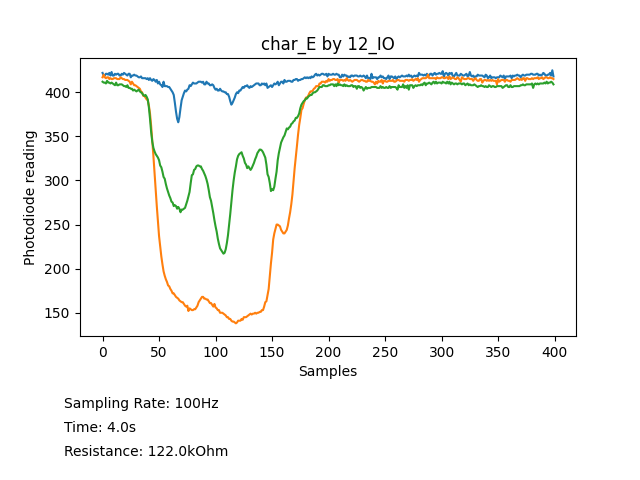 char_E by 12_IO
Photodiode reading
400
350
300
250
200
150
0 50 100 150 200 250 300 350 400
Samples
Sampling Rate: 100Hz
Time: 4.0s
Resistance: 122.0kOhm